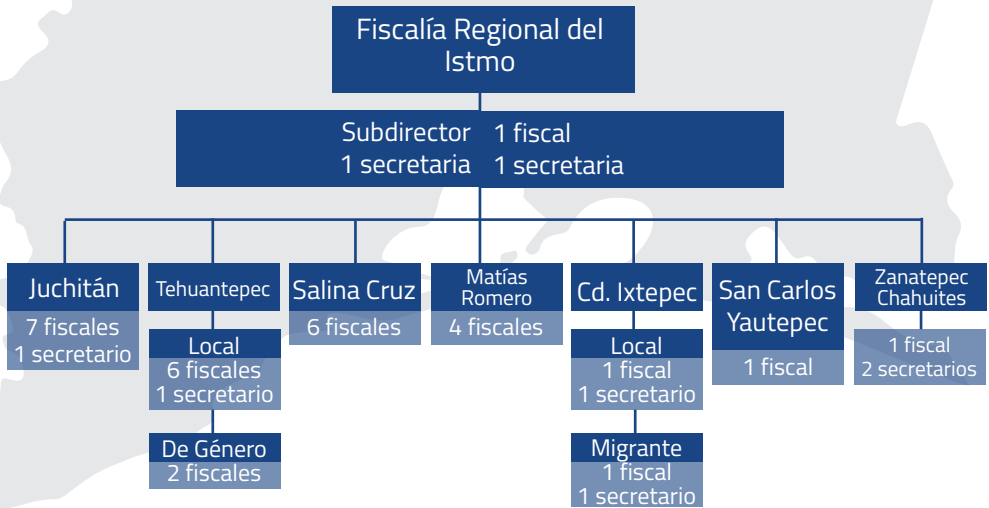 Fiscalía Regional del
Istmo
Subdirector 1 fiscal
1 secretaria 1 secretaria
Juchitán
7 fiscales
1 secretario
Tehuantepec
Local
6 fiscales
1 secretario
De Género
2 fiscales
Salina Cruz
6 fiscales
Matías
Romero
4 fiscales
Cd. Ixtepec
Local
1 fiscal
1 secretario
Migrante
1 fiscal
1 secretario
San Carlos
Yautepec
1 fiscal
Zanatepec
Chahuites
1 fiscal
2 secretarios